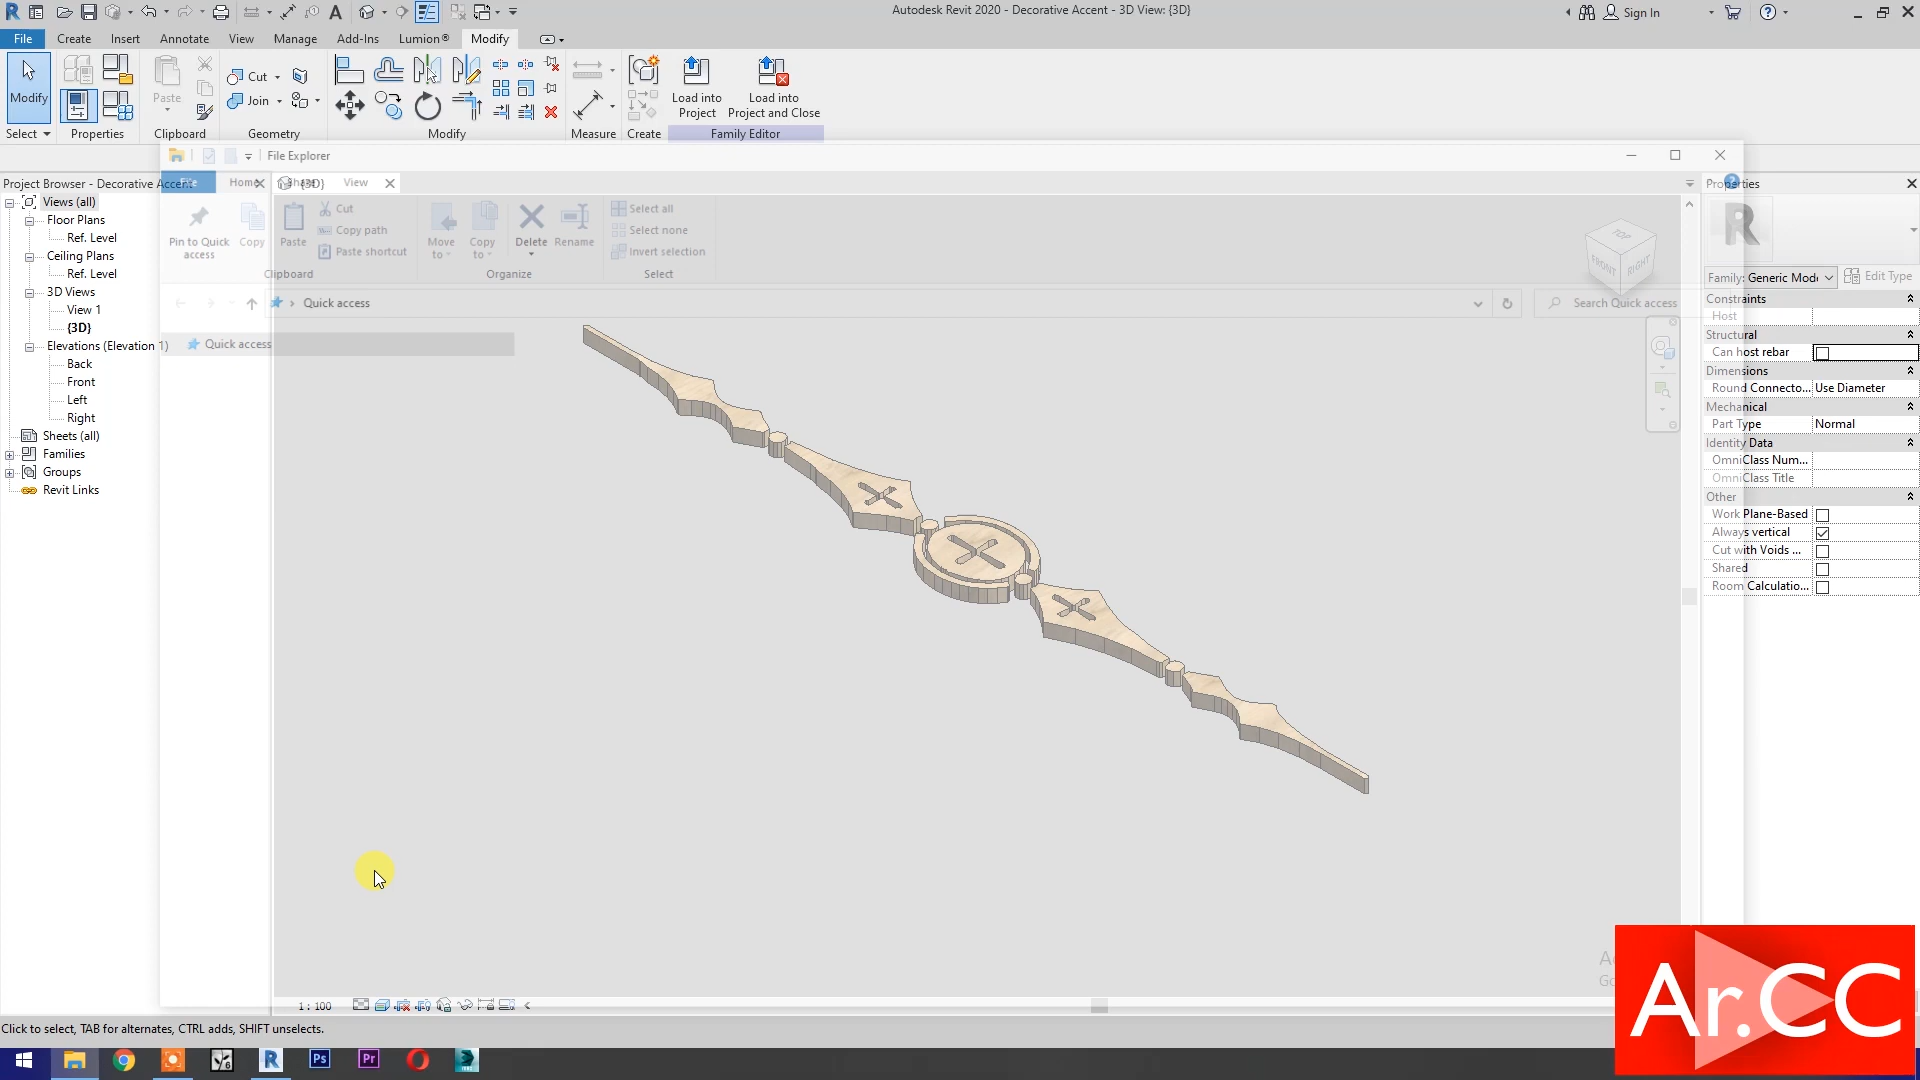 Autodesk Revit 2020 - Decorative Accent - 3D View: {3D}
Sign In
File Create Insert Annotate View Manage Add-Ins Lumion® Modify
Modify
Paste
Cut
Join
Load into
Project
Load into
Project and Close
Select Properties Clipboard Geometry Modify Measure Create Family Editor
File Explorer
Project Browser - Decorative
{3D}
File Home View
Properties
Views (all)
Floor Plans
Ref. Level
Ceiling Plans
Ref. Level
3D Views
View 1
{3D}
Elevations (Elevation 1)
Back
Front
Left
Right
Sheets (all)
Families
Groups
Revit Links
Pin to Quick
access
Copy
Paste
Cut
Copy path
Paste shortcut
Move
to
Copy
to
Delete
Rename
Select all
Select none
Invert selection
Clipboard Organize Select
Quick access
Search Quick access
Quick access
TOP
FRONT
RIGHT
Family: Generic Mode
Edit Type
Constraints
Host
Structural
Can host rebar
Dimensions
Round Connecto... Use Diameter
Mechanical
Part Type Normal
Identity Data
OmniClass Num...
OmniClass Title
Other
Work Plane-Based
Always vertical
Cut with Voids ...
Shared
Room Calculatio...
1 : 100
Click to select, TAB for alternates, CTRL adds, SHIFT unselects.
Ar.CC